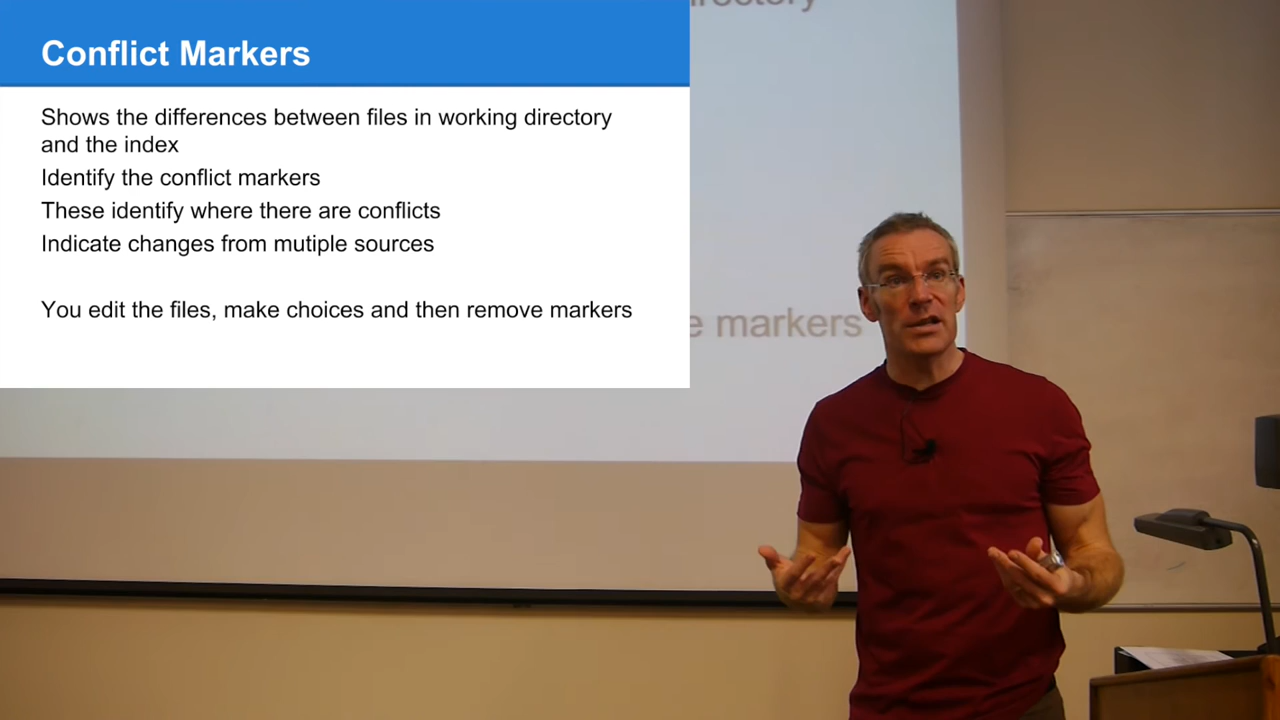 Conflict Markers
Shows the differences between files in working directory
and the index
Identify the conflict markers
These identify where there are conflicts
Indicate changes from mutiple sources
You edit the files, make choices and then remove markers
markers